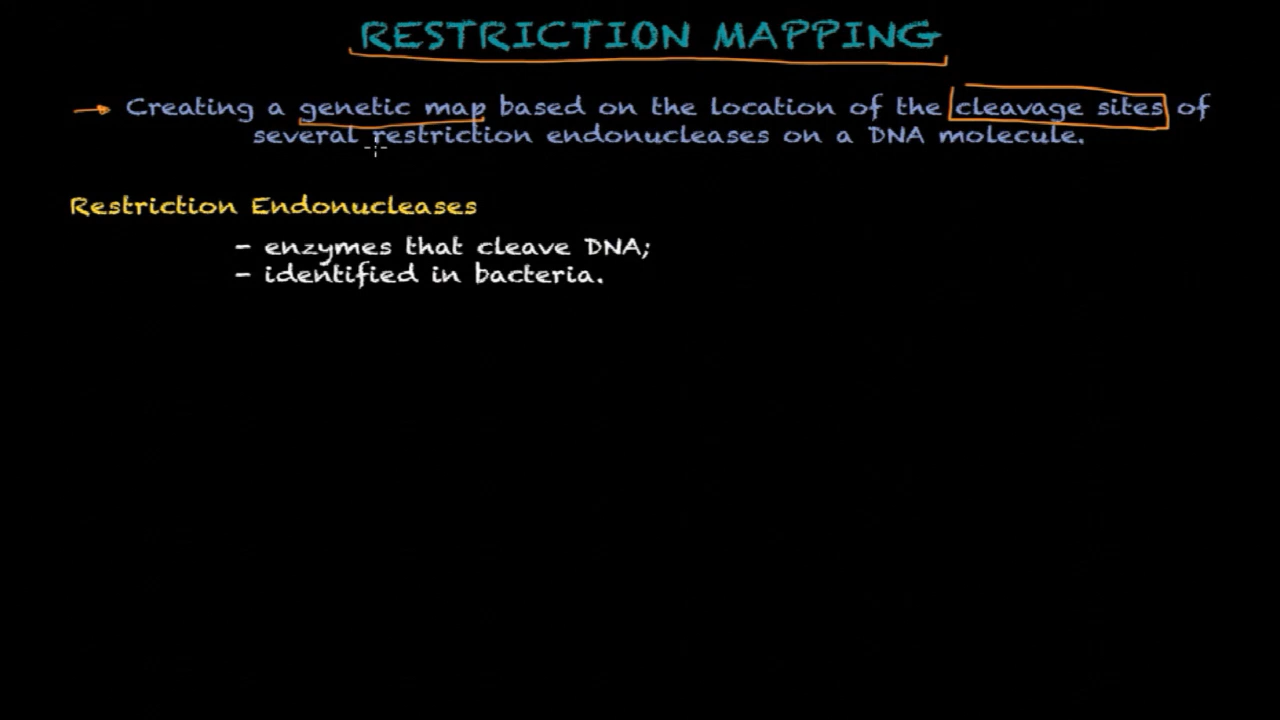 RESTRICTION MAPPING
Creating a genetic map based on the location of the cleavage sites of
several restriction endonucleases on a DNA molecule.
Restriction Endonucleases
- enzymes that cleave DNA;
- identified in bacteria.